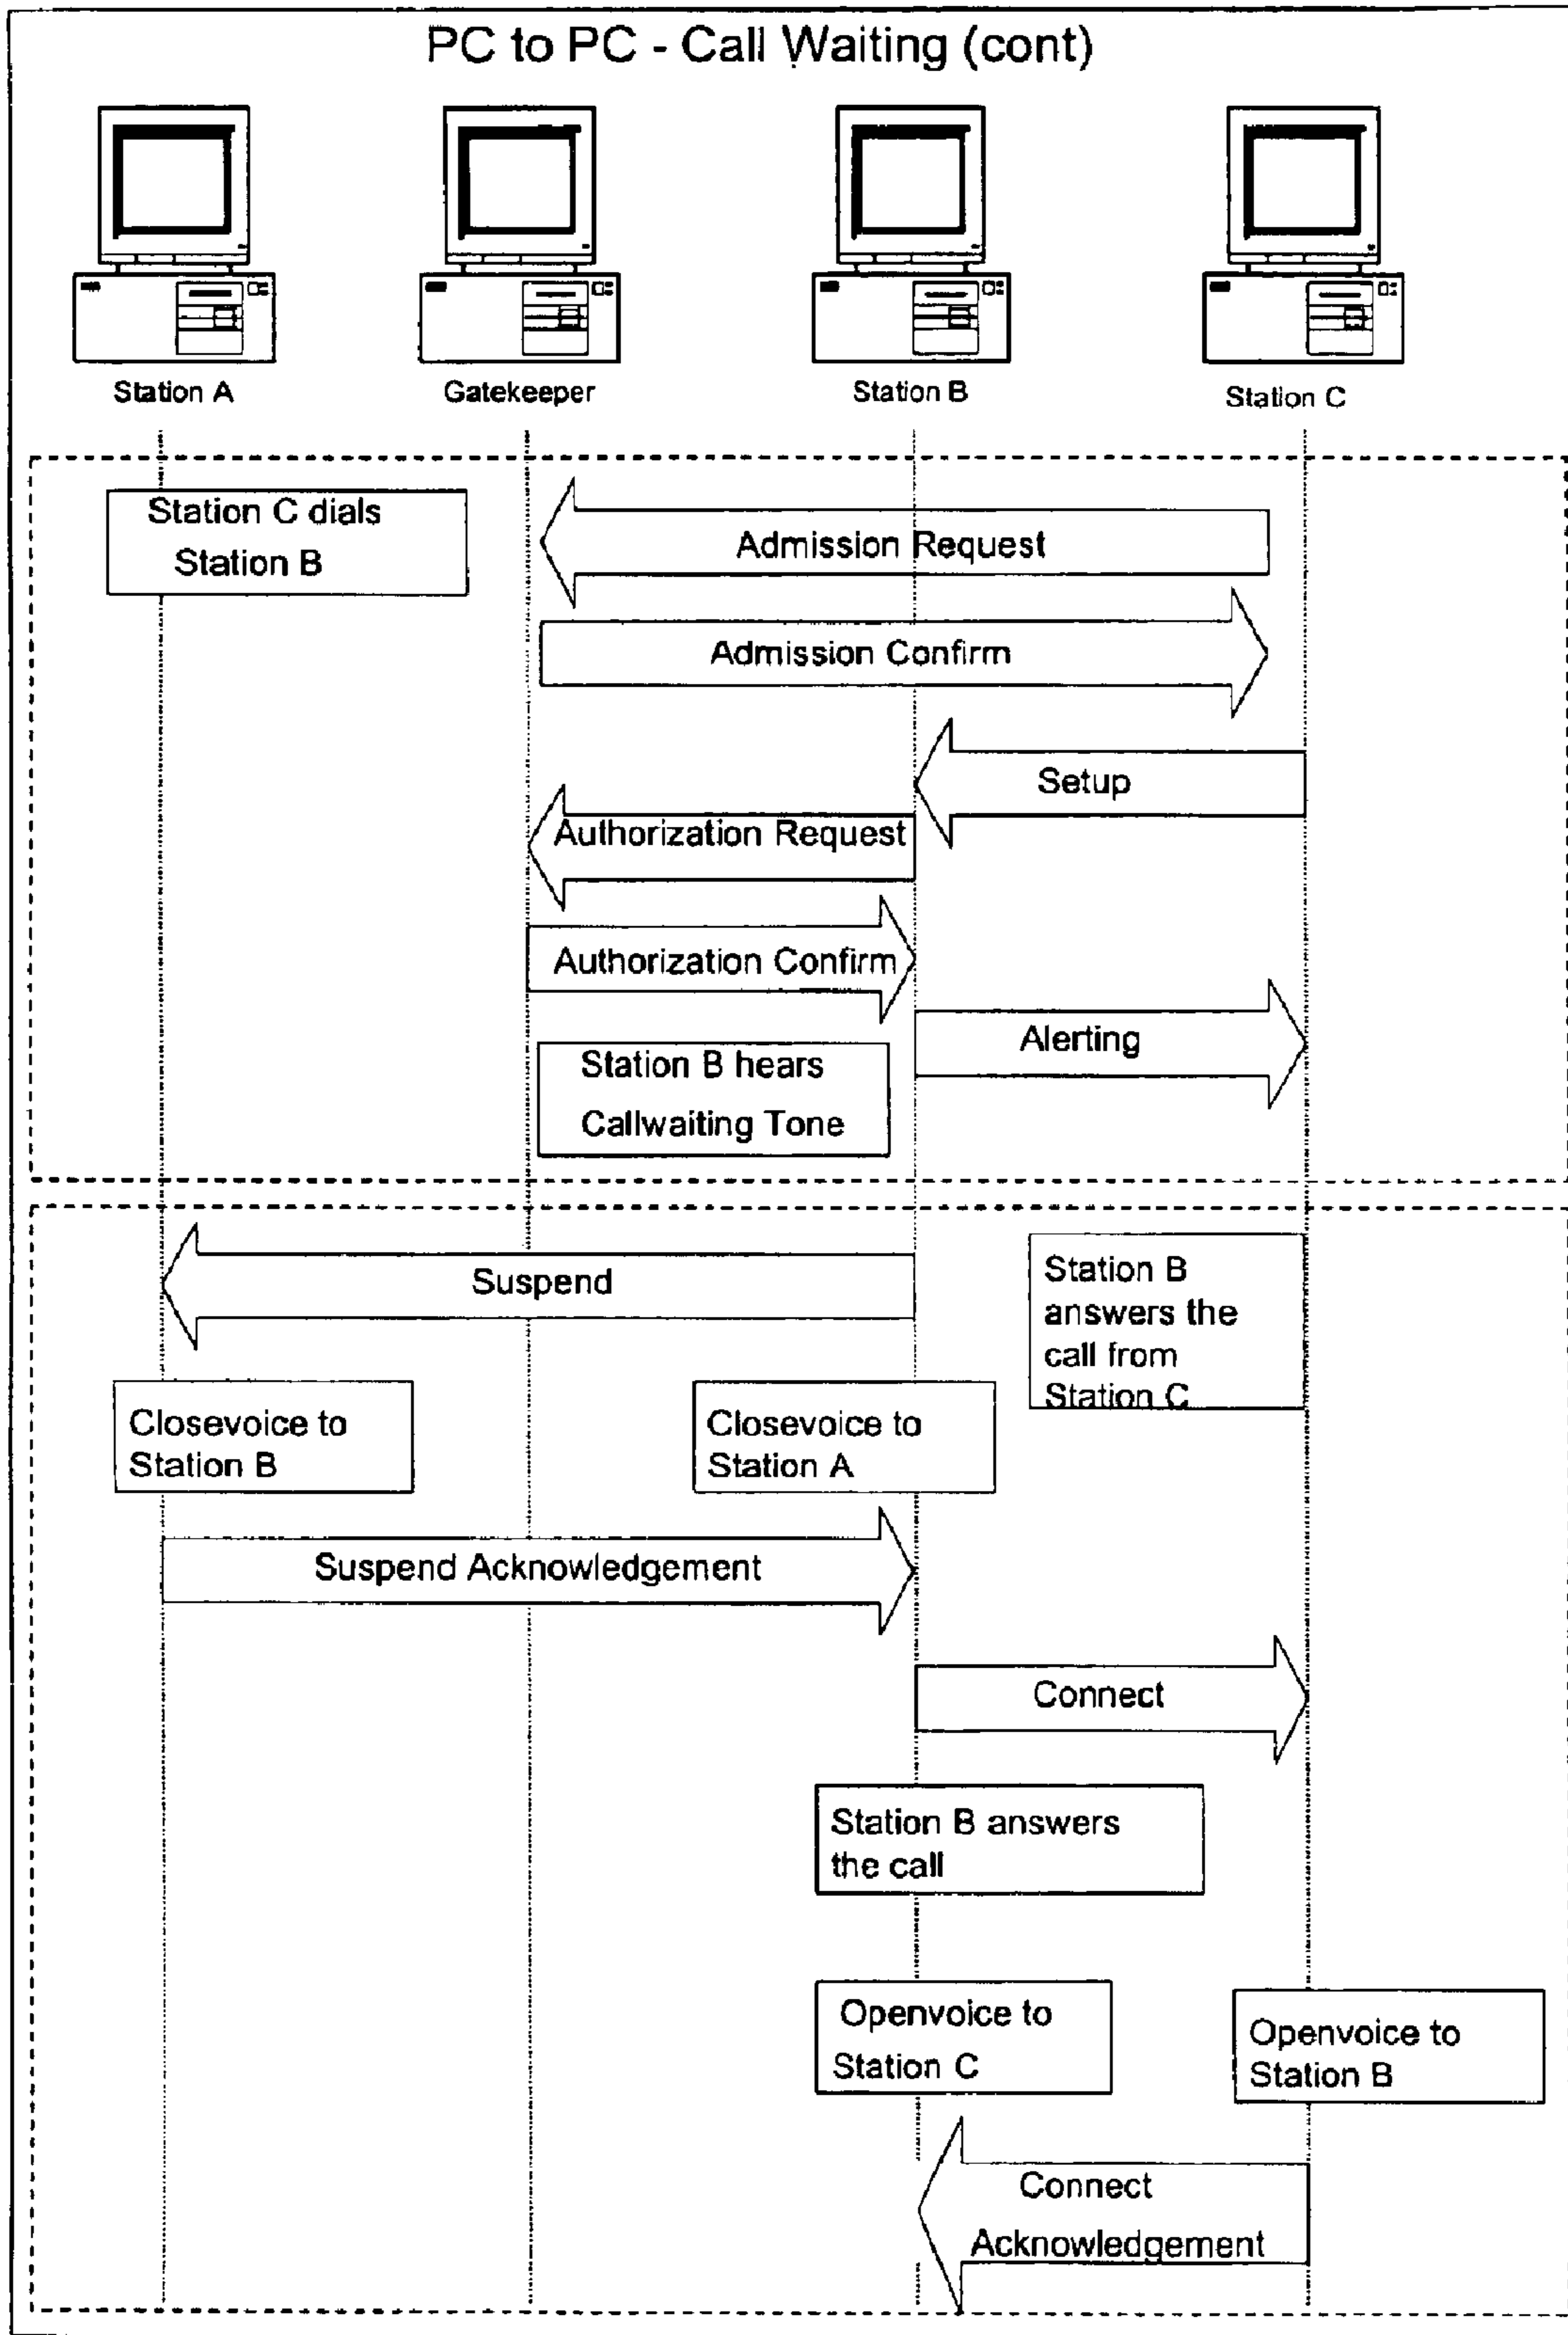 PC to PC - Call Waiting (cont)
Station A
Gatekeeper
Station B
Station C
Station C dials
Station B
Admission Request
Admission Confirm
Setup
Authorization Request
Authorization Confirm
Alerting
Station B hears
Callwaiting Tone
Suspend
Station B
answers the
call from
Station C
Closevoice to
Station B
Closevoice to
Station A
Suspend Acknowledgement
Connect
Station B answers
the call
Openvoice to
Station C
Openvoice to
Station B
Connect
Acknowledgement